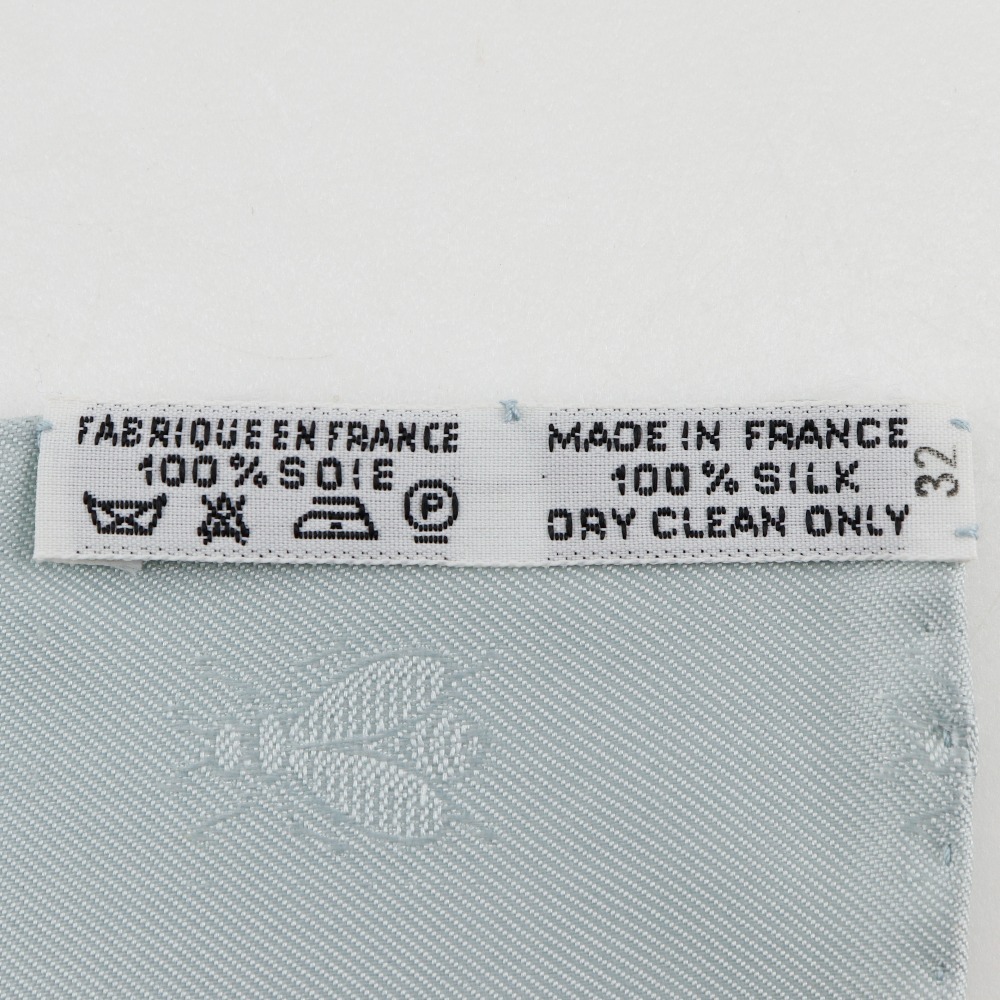 FABRIQUE EN FRANCE
100% SOIE
P
MADE IN FRANCE
100% SILK
DRY CLEAN ONLY
32